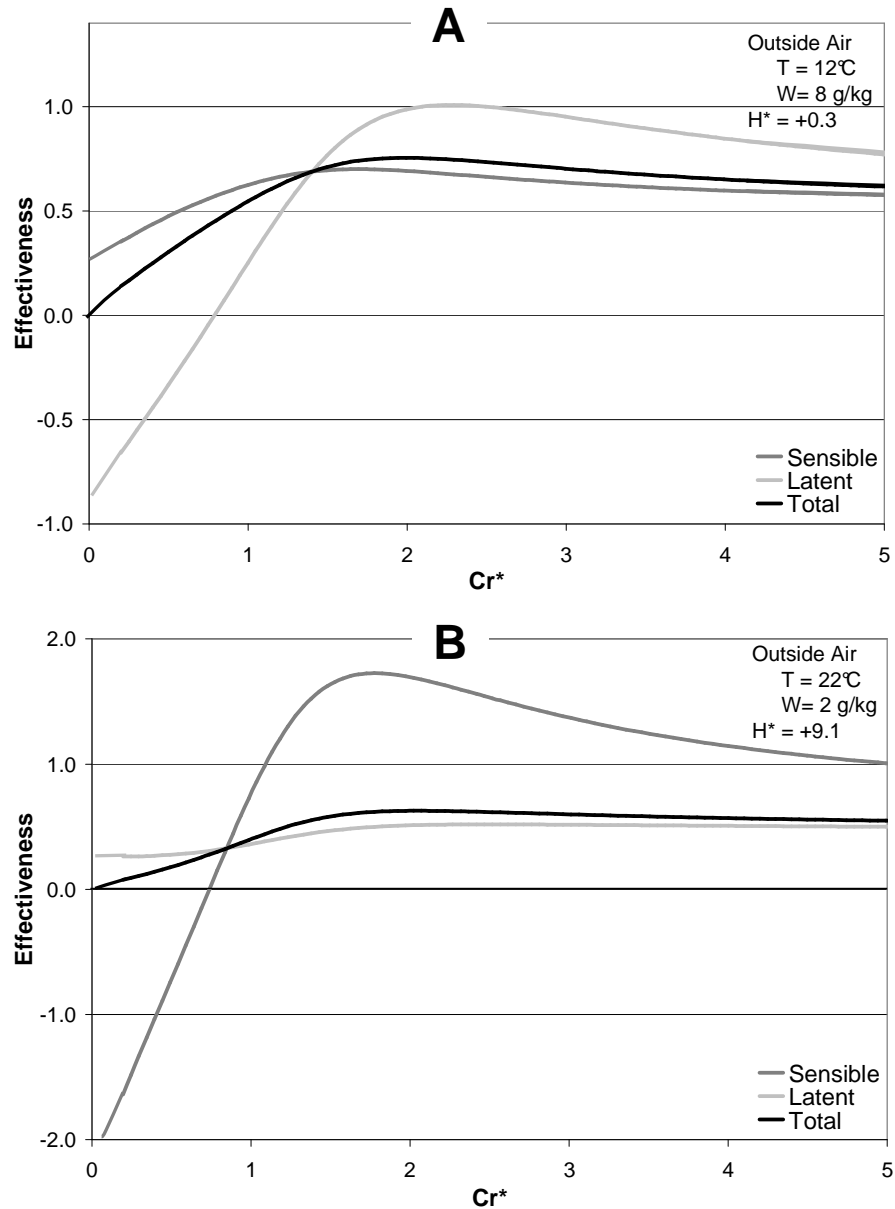 A
Outside Air
T = 12°C
W= 8 g/kg
H* = +0.3
1.0
0.5
0.0
-0.5
-1.0
Effectiveness
Sensible
Latent
Total
0 1 2 3 4 5
Cr*
B
2.0
Outside Air
T = 22°C
W= 2 g/kg
H* = +9.1
1.0
0.0
-1.0
-2.0
Effectiveness
Sensible
Latent
Total
0 1 2 3 4 5
Cr*